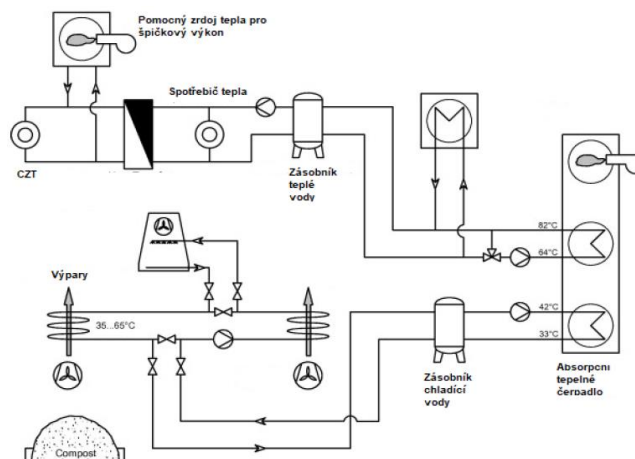 Pomocný zrdoj tepla pro
špičkový výkon
Spotřebič tepla
CZT
Zásobník
teplé
vody
82°C
64°C
42°C
33°C
Výpary
35...65°C
Zásobník
chladící
vody
Absorpční
tepelné
čerpadlo
Compost